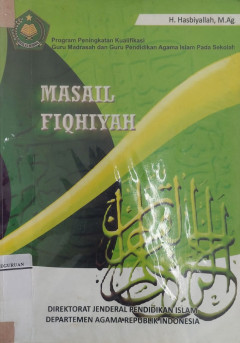 H. Hasbiyallah, M.Ag
Program Peningkatan Kualifikasi
Guru Madrasah dan Guru Pendidikan Agama Islam Pada Sekolah
MASAIL
FIQHIYAH
DIREKTORAT JENDERAL PENDIDIKAN ISLAM
DEPARTEMEN AGAMA REPUBLIK INDONESIA